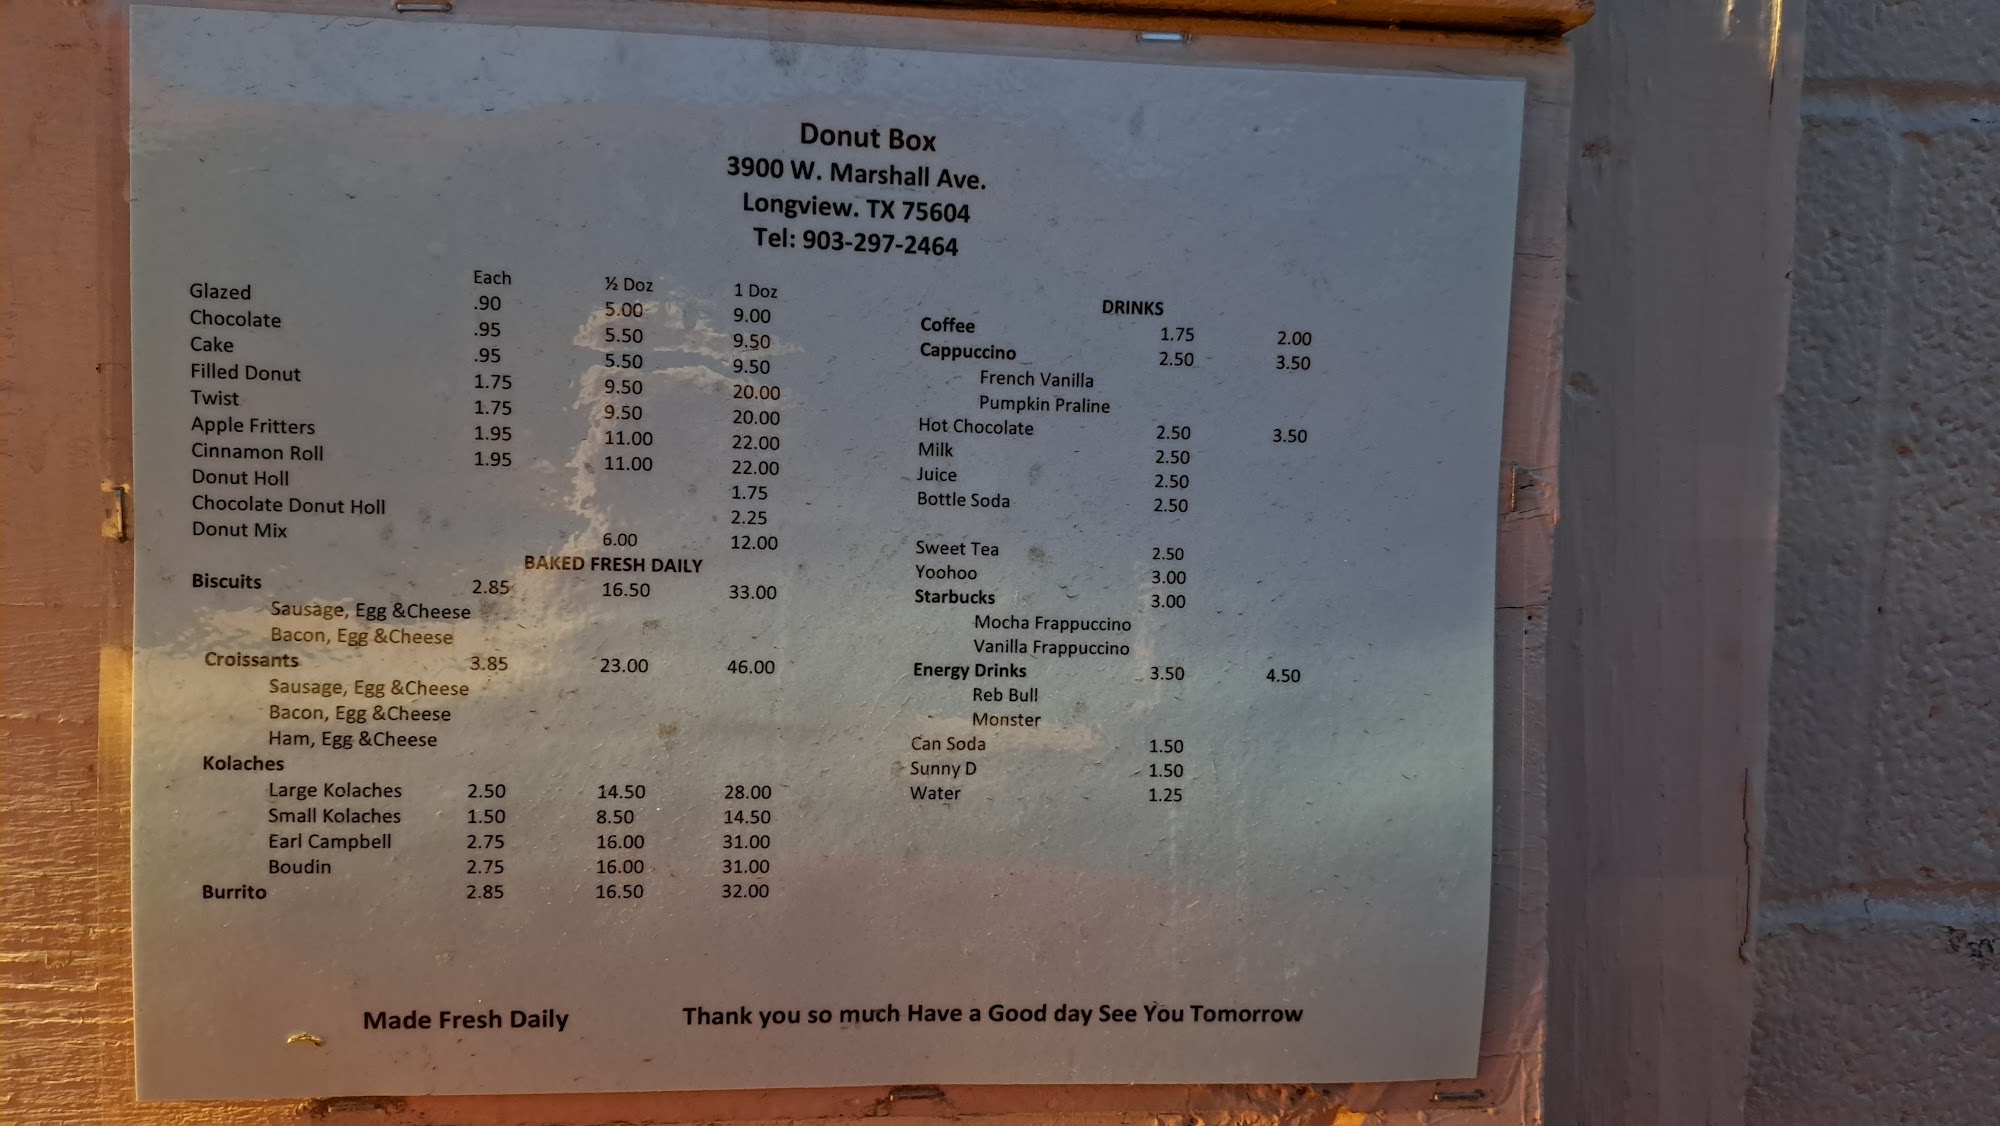 Donut Box
3900 W. Marshall Ave.
Longview. TX 75604
Tel: 903-297-2464
Each ½ Doz 1 Doz
Glazed .90 5.00 9.00
Chocolate .95 5.50 9.50
Cake .95 5.50 9.50
Filled Donut 1.75 9.50 20.00
Twist 1.75 9.50 20.00
Apple Fritters 1.95 11.00 22.00
Cinnamon Roll 1.95 11.00 22.00
Donut Holl 1.75
Chocolate Donut Holl 2.25
Donut Mix 6.00 12.00
BAKED FRESH DAILY
Biscuits 2.85 16.50 33.00
Sausage, Egg &Cheese
Bacon, Egg &Cheese
Croissants 3.85 23.00 46.00
Sausage, Egg &Cheese
Bacon, Egg &Cheese
Ham, Egg &Cheese
Kolaches
Large Kolaches 2.50 14.50 28.00
Small Kolaches 1.50 8.50 14.50
Earl Campbell 2.75 16.00 31.00
Boudin 2.75 16.00 31.00
Burrito 2.85 16.50 32.00
DRINKS
Coffee 1.75 2.00
Cappuccino 2.50 3.50
French Vanilla
Pumpkin Praline
Hot Chocolate 2.50 3.50
Milk 2.50
Juice 2.50
Bottle Soda 2.50
Sweet Tea 2.50
Yoohoo 3.00
Starbucks 3.00
Mocha Frappuccino
Vanilla Frappuccino
Energy Drinks 3.50 4.50
Reb Bull
Monster
Can Soda 1.50
Sunny D 1.50
Water 1.25
Made Fresh Daily Thank you so much Have a Good day See You Tomorrow